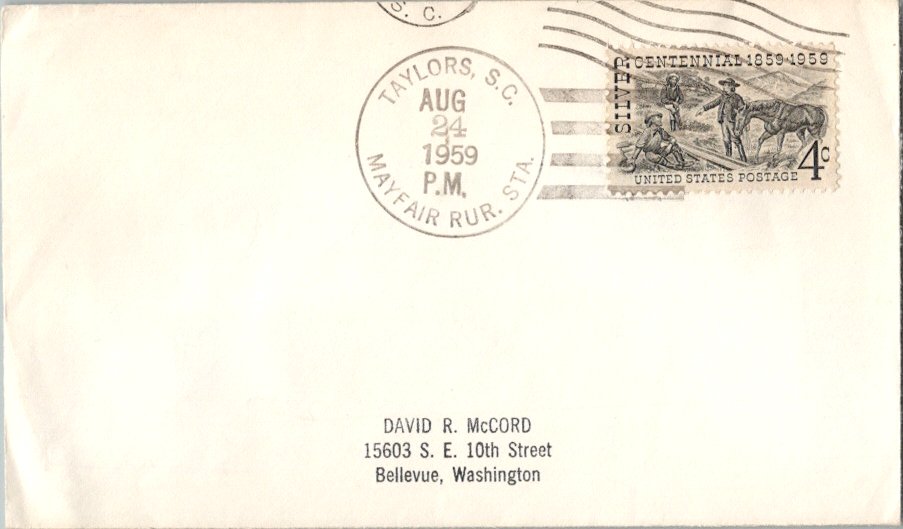 S. C.
TAYLORS, S.C.
AUG
24
1959
P.M.
MAYFAIR RUR. STA.
SILVER
CENTENNIAL 1859·1959
4c
UNITED STATES POSTAGE
DAVID R. McCORD
15603 S. E. 10th Street
Bellevue, Washington